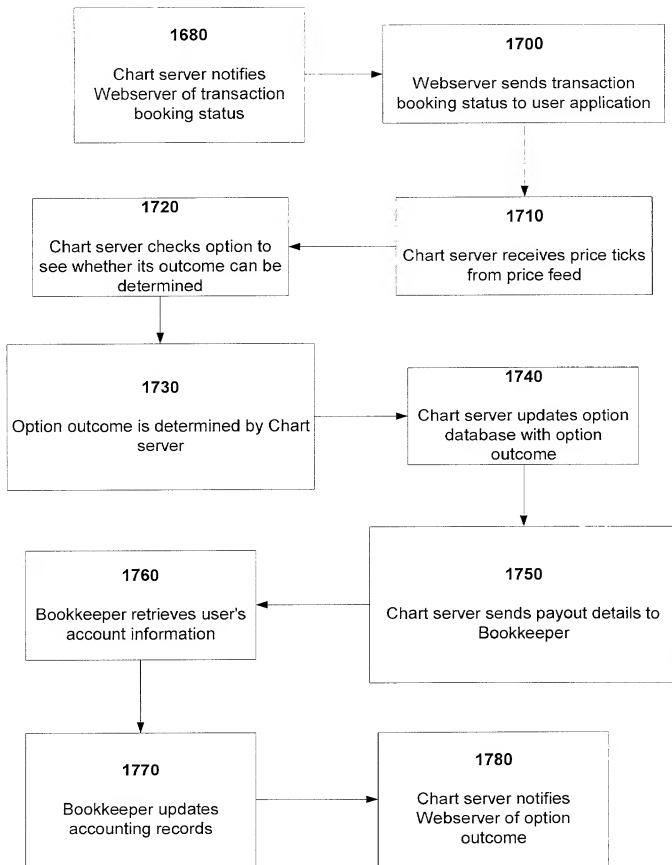 1680
Chart server notifies
Webserver of transaction
booking status
1700
Webserver sends transaction
booking status to user application
1710
Chart server receives price ticks
from price feed
1720
Chart server checks option to
see whether its outcome can be
determined
1730
Option outcome is determined by Chart
server
1740
Chart server updates option
database with option
outcome
1750
Chart server sends payout details to
Bookkeeper
1760
Bookkeeper retrieves user's
account information
1770
Bookkeeper updates
accounting records
1780
Chart server notifies
Webserver of option
outcome